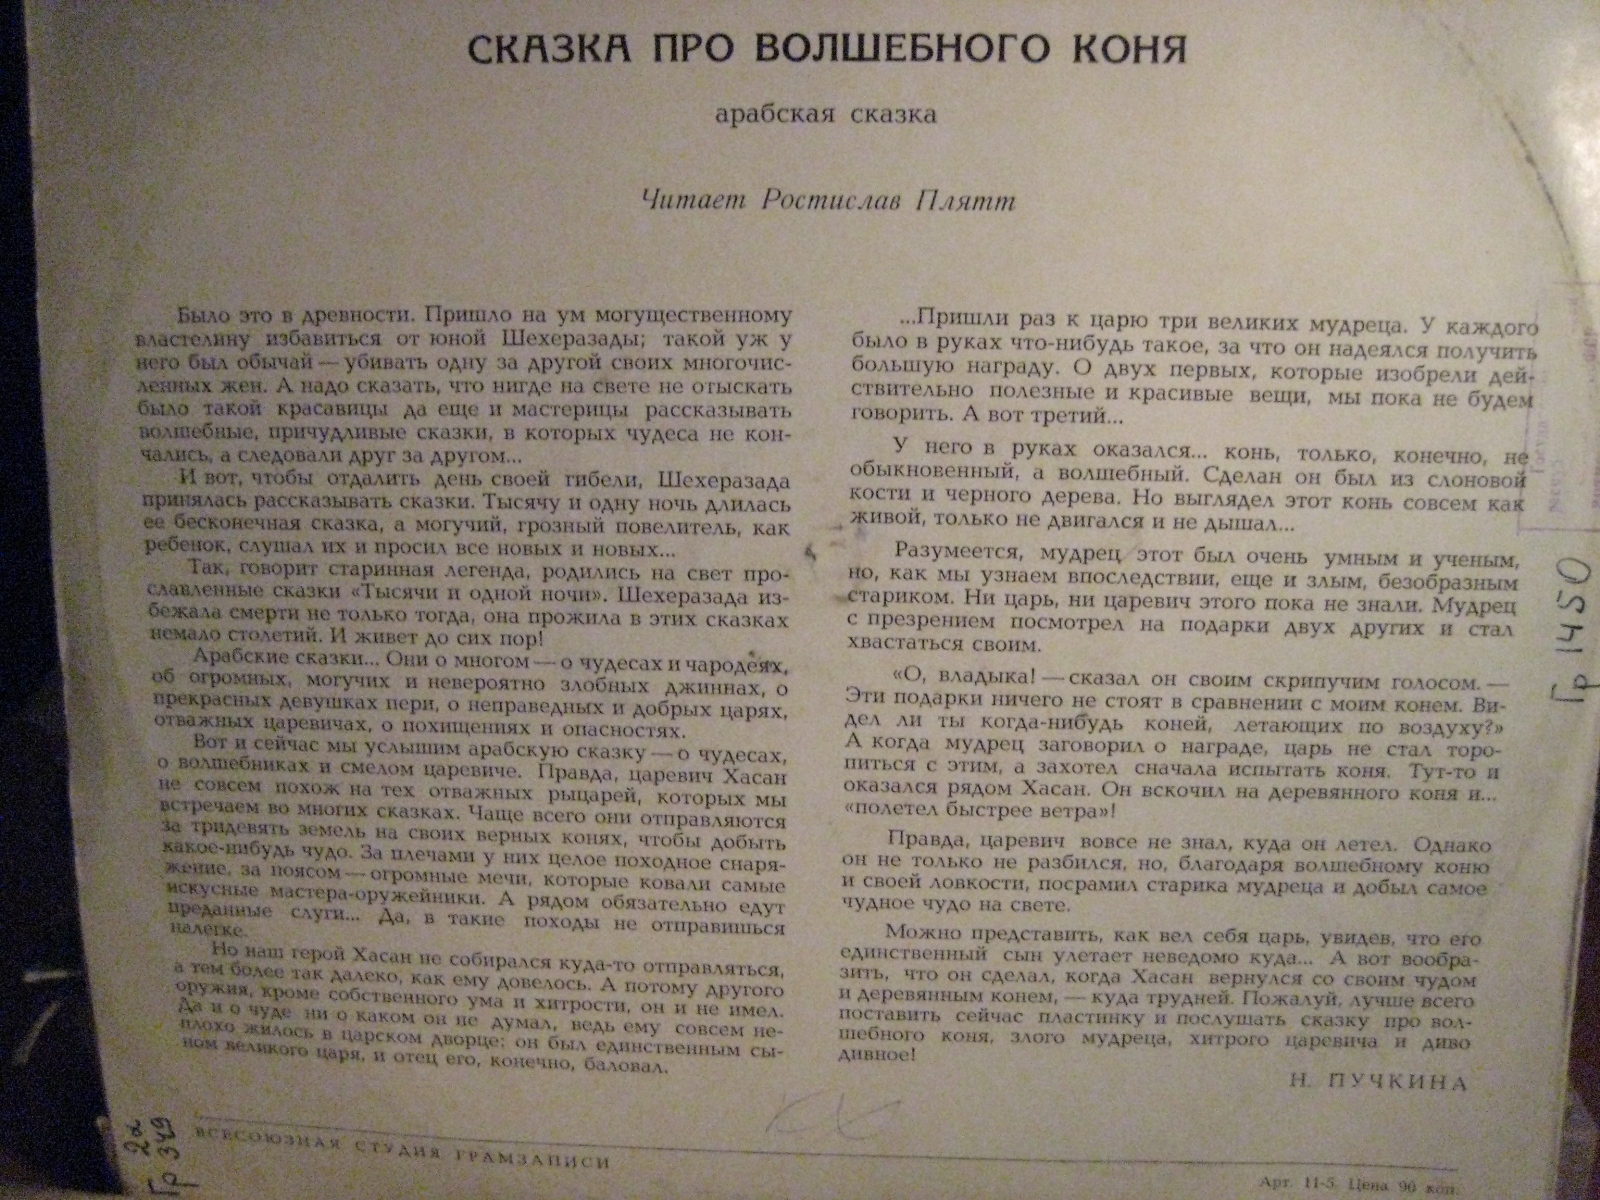 СКАЗКА ПРО ВОЛШЕБНОГО КОНЯ
арабская сказка
Читает Ростислав Плятт
Было это в древности. Пришло на ум могущественному
властелину избавиться от юной Шехеразады; такой уж у
него был обычай — убивать одну за другой своих многочис-
ленных жен. А надо сказать, что нигде на свете не отыскать
было такой красавицы да еще и мастерицы рассказывать
волшебные, причудливые сказки, в которых чудеса не кон-
чались, а следовали друг за другом...
И вот, чтобы отдалить день своей гибели, Шехеразада
принялась рассказывать сказки. Тысячу и одну ночь длилась
ее бесконечная сказка, а могучий, грозный повелитель, как
ребенок, слушал их и просил все новых и новых...
Так, говорит старинная легенда, родились на свет про-
славленные сказки «Тысячи и одной ночи». Шехеразада из-
бежала смерти не только тогда, она прожила в этих сказках
немало столетий. И живет до сих пор!
Арабские сказки... Они о многом — о чудесах и чародеях,
об огромных, могучих и невероятно злобных джиннах, о
прекрасных девушках пери, о неправедных и добрых царях,
отважных царевичах, о похищениях и опасностях.
Вот и сейчас мы услышим арабскую сказку — о чудесах,
о волшебниках и смелом царевиче. Правда, царевич Хасан
не совсем похож на тех отважных рыцарей, которых мы
встречаем во многих сказках. Чаще всего они отправляются
за тридевять земель на своих верных конях, чтобы добыть
какое-нибудь чудо. За плечами у них целое походное снаря-
жение, за поясом — огромные мечи, которые ковали самые
искусные мастера-оружейники. А рядом обязательно едут
преданные слуги... Да, в такие походы не отправишься
налегке.
Но наш герой Хасан не собирался куда-то отправляться,
а тем более так далеко, как ему довелось. А потому другого
оружия, кроме собственного ума и хитрости, он и не имел.
Да и о чуде ни о каком он не думал, ведь ему совсем не-
плохо жилось в царском дворце: он был единственным сы-
ном великого царя, и отец его, конечно, баловал.
...Пришли раз к царю три великих мудреца. У каждого
было в руках что-нибудь такое, за что он надеялся получить
большую награду. О двух первых, которые изобрели дей-
ствительно полезные и красивые вещи, мы пока не будем
говорить. А вот третий...
У него в руках оказался... конь, только, конечно, не
обыкновенный, а волшебный. Сделан он был из слоновой
кости и черного дерева. Но выглядел этот конь совсем как
живой, только не двигался и не дышал...
Разумеется, мудрец этот был очень умным и ученым,
но, как мы узнаем впоследствии, еще и злым, безобразным
стариком. Ни царь, ни царевич этого пока не знали. Мудрец
с презрением посмотрел на подарки двух других и стал
хвастаться своим.
«О, владыка! — сказал он своим скрипучим голосом. —
Эти подарки ничего не стоят в сравнении с моим конем. Ви-
дел ли ты когда-нибудь коней, летающих по воздуху?»
А когда мудрец заговорил о награде, царь не стал торо-
питься с этим, а захотел сначала испытать коня. Тут-то и
оказался рядом Хасан. Он вскочил на деревянного коня и...
«полетел быстрее ветра»!
Правда, царевич вовсе не знал, куда он летел. Однако
он не только не разбился, но, благодаря волшебному коню
и своей ловкости, посрамил старика мудреца и добыл самое
чудное чудо на свете.
Можно представить, как вел себя царь, увидев, что его
единственный сын улетает неведомо куда... А вот вообра-
зить, что он сделал, когда Хасан вернулся со своим чудом
и деревянным конем, — куда трудней. Пожалуй, лучше всего
поставить сейчас пластинку и послушать сказку про вол-
шебного коня, злого мудреца, хитрого царевича и диво
дивное!
Н. ПУЧКИНА
Гр 1450
2д
Гр 349
ВСЕСОЮЗНАЯ СТУДИЯ ГРАМЗАПИСИ
Арт. 11-5. Цена 90 коп.